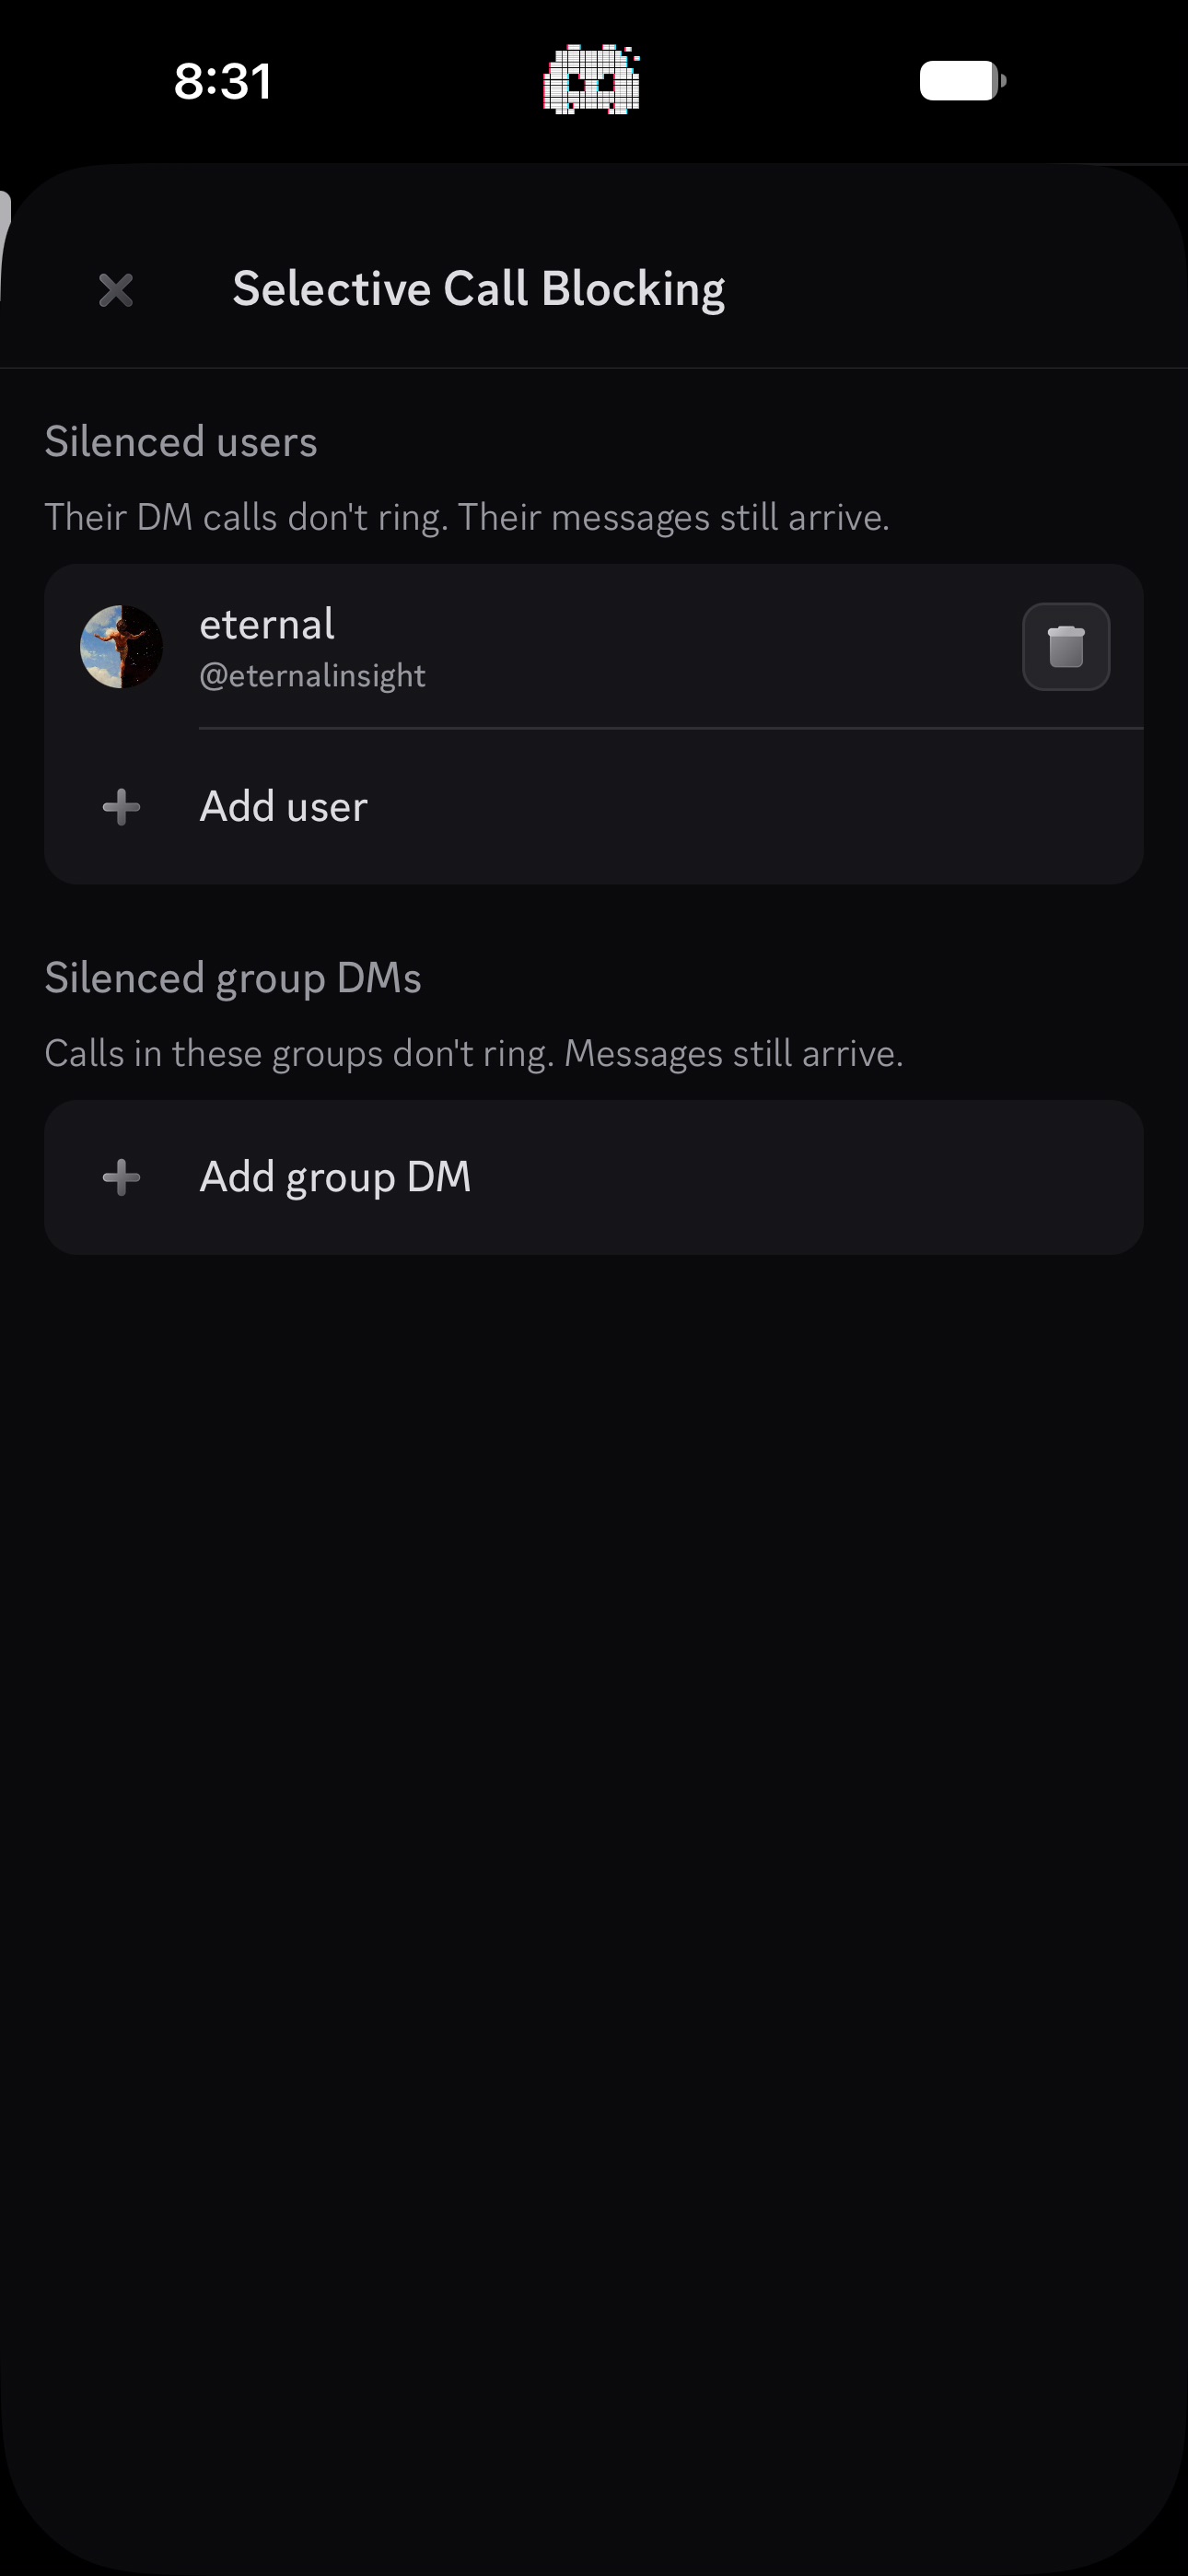 8:31
Selective Call Blocking
Silenced users
Their DM calls don't ring. Their messages still arrive.
eternal
@eternalinsight
Add user
Silenced group DMs
Calls in these groups don't ring. Messages still arrive.
Add group DM